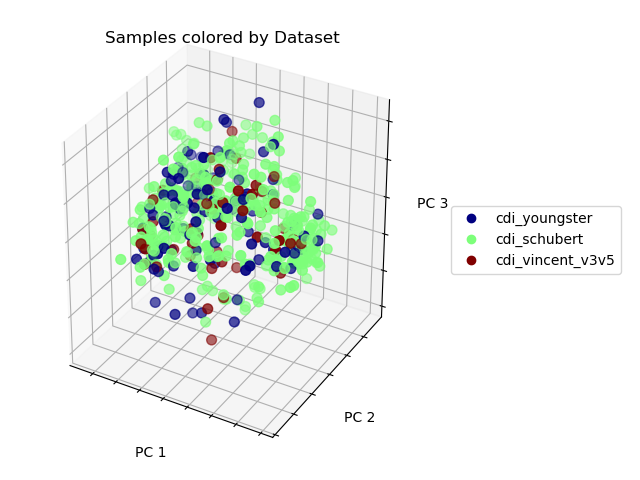 Samples colored by Dataset
PC 3
cdi_youngster
cdi_schubert
cdi_vincent_v3v5
PC 2
PC 1